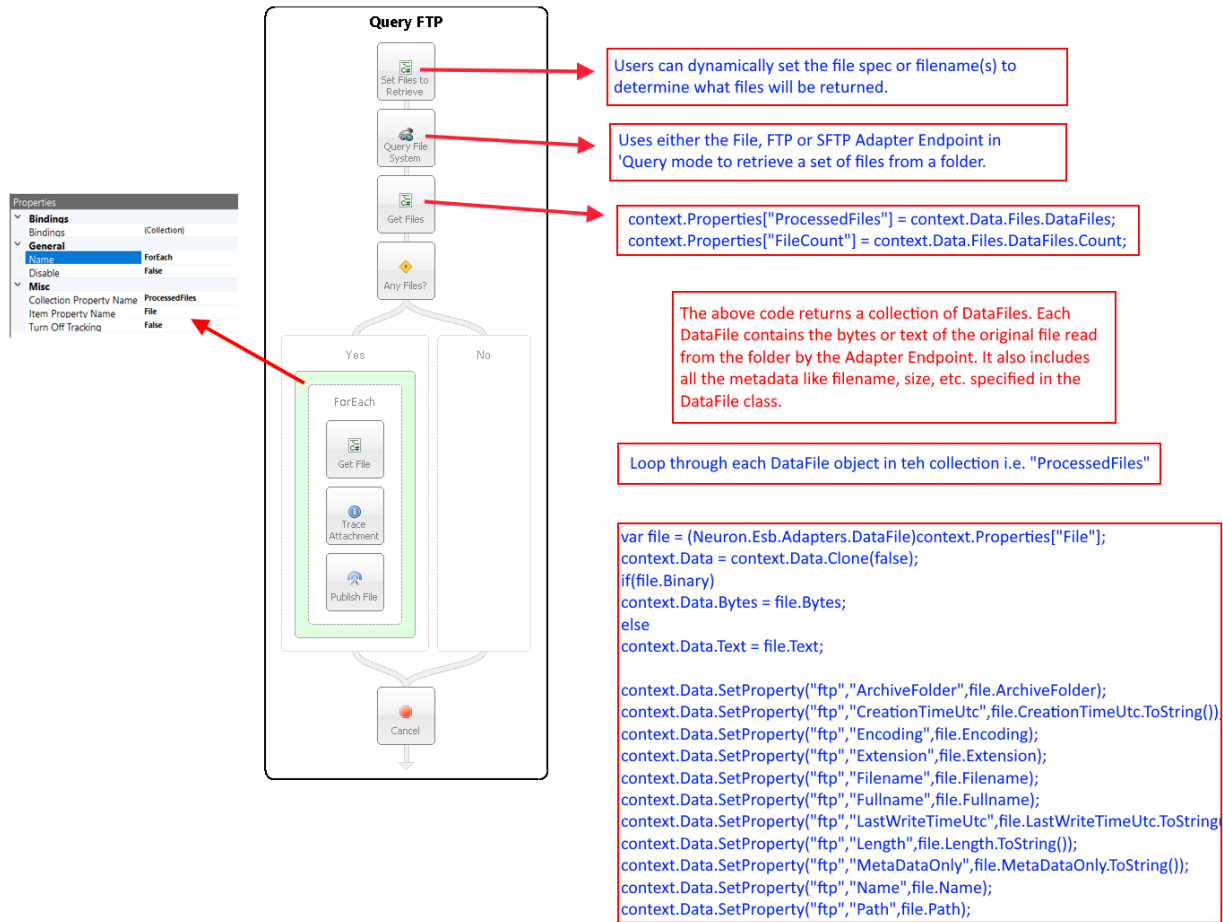 Query FTP
Set Files to
Retrieve
Users can dynamically set the file spec or filename(s) to
determine what files will be returned.
Query File
System
Uses either the File, FTP or SFTP Adapter Endpoint in
'Query mode to retrieve a set of files from a folder.
Get Files
context.Properties["ProcessedFiles"] = context.Data.Files.DataFiles;
context.Properties["FileCount"] = context.Data.Files.DataFiles.Count;
Any Files?
Properties
Bindings
Bindings (Collection)
General
Name ForEach
Disable False
Misc
Collection Property Name ProcessedFiles
Item Property Name File
Turn Off Tracking False
The above code returns a collection of DataFiles. Each
DataFile contains the bytes or text of the original file read
from the folder by the Adapter Endpoint. It also includes
all the metadata like filename, size, etc. specified in the
DataFile class.
Yes
No
ForEach
Get File
Trace
Attachment
Publish File
Cancel
Loop through each DataFile object in teh collection i.e. "ProcessedFiles"
var file = (Neuron.Esb.Adapters.DataFile)context.Properties["File"];
context.Data = context.Data.Clone(false);
if(file.Binary)
context.Data.Bytes = file.Bytes;
else
context.Data.Text = file.Text;
context.Data.SetProperty("ftp","ArchiveFolder",file.ArchiveFolder);
context.Data.SetProperty("ftp","CreationTimeUtc",file.CreationTimeUtc.ToString());
context.Data.SetProperty("ftp","Encoding",file.Encoding);
context.Data.SetProperty("ftp","Extension",file.Extension);
context.Data.SetProperty("ftp","Filename",file.Filename);
context.Data.SetProperty("ftp","Fullname",file.Fullname);
context.Data.SetProperty("ftp","LastWriteTimeUtc",file.LastWriteTimeUtc.ToString(
context.Data.SetProperty("ftp","Length",file.Length.ToString());
context.Data.SetProperty("ftp","MetaDataOnly",file.MetaDataOnly.ToString());
context.Data.SetProperty("ftp","Name",file.Name);
context.Data.SetProperty("ftp","Path",file.Path);